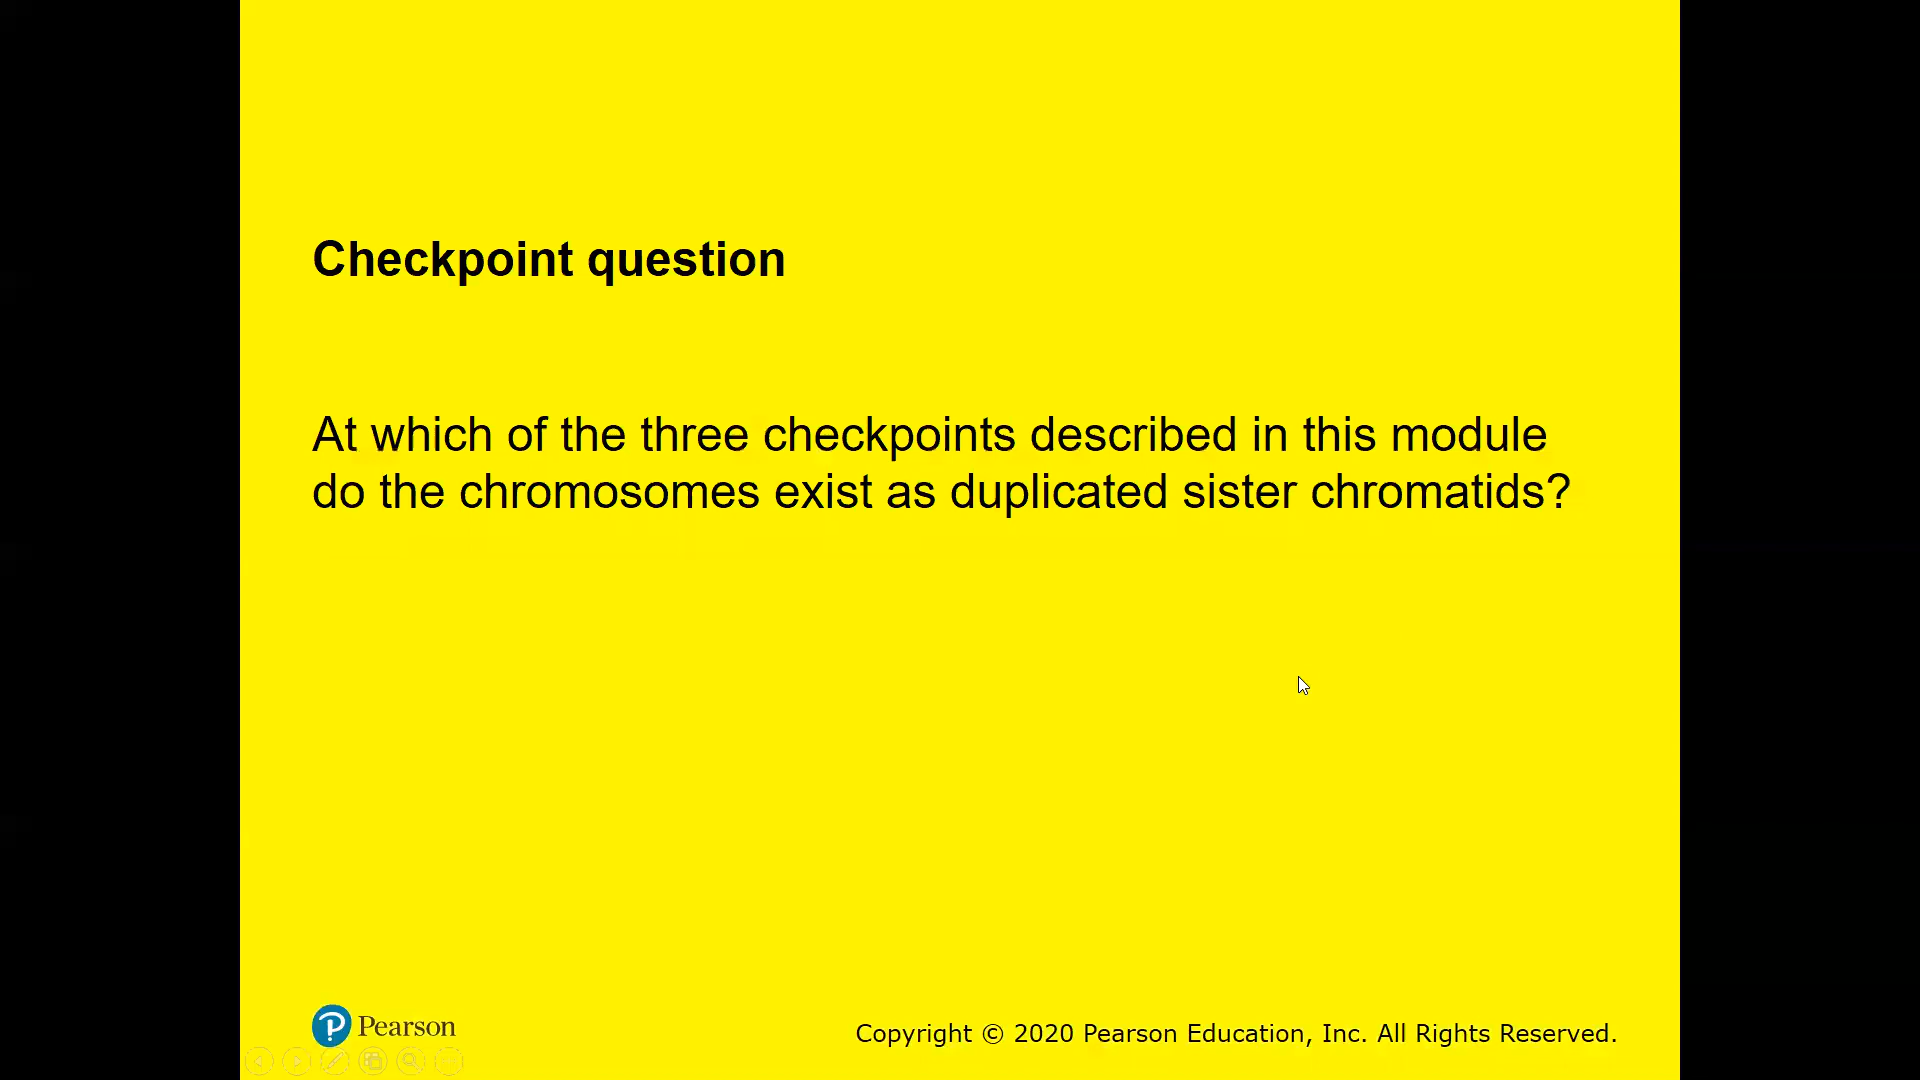 Checkpoint question
At which of the three checkpoints described in this module
do the chromosomes exist as duplicated sister chromatids?
Pearson
Copyright © 2020 Pearson Education, Inc. All Rights Reserved.